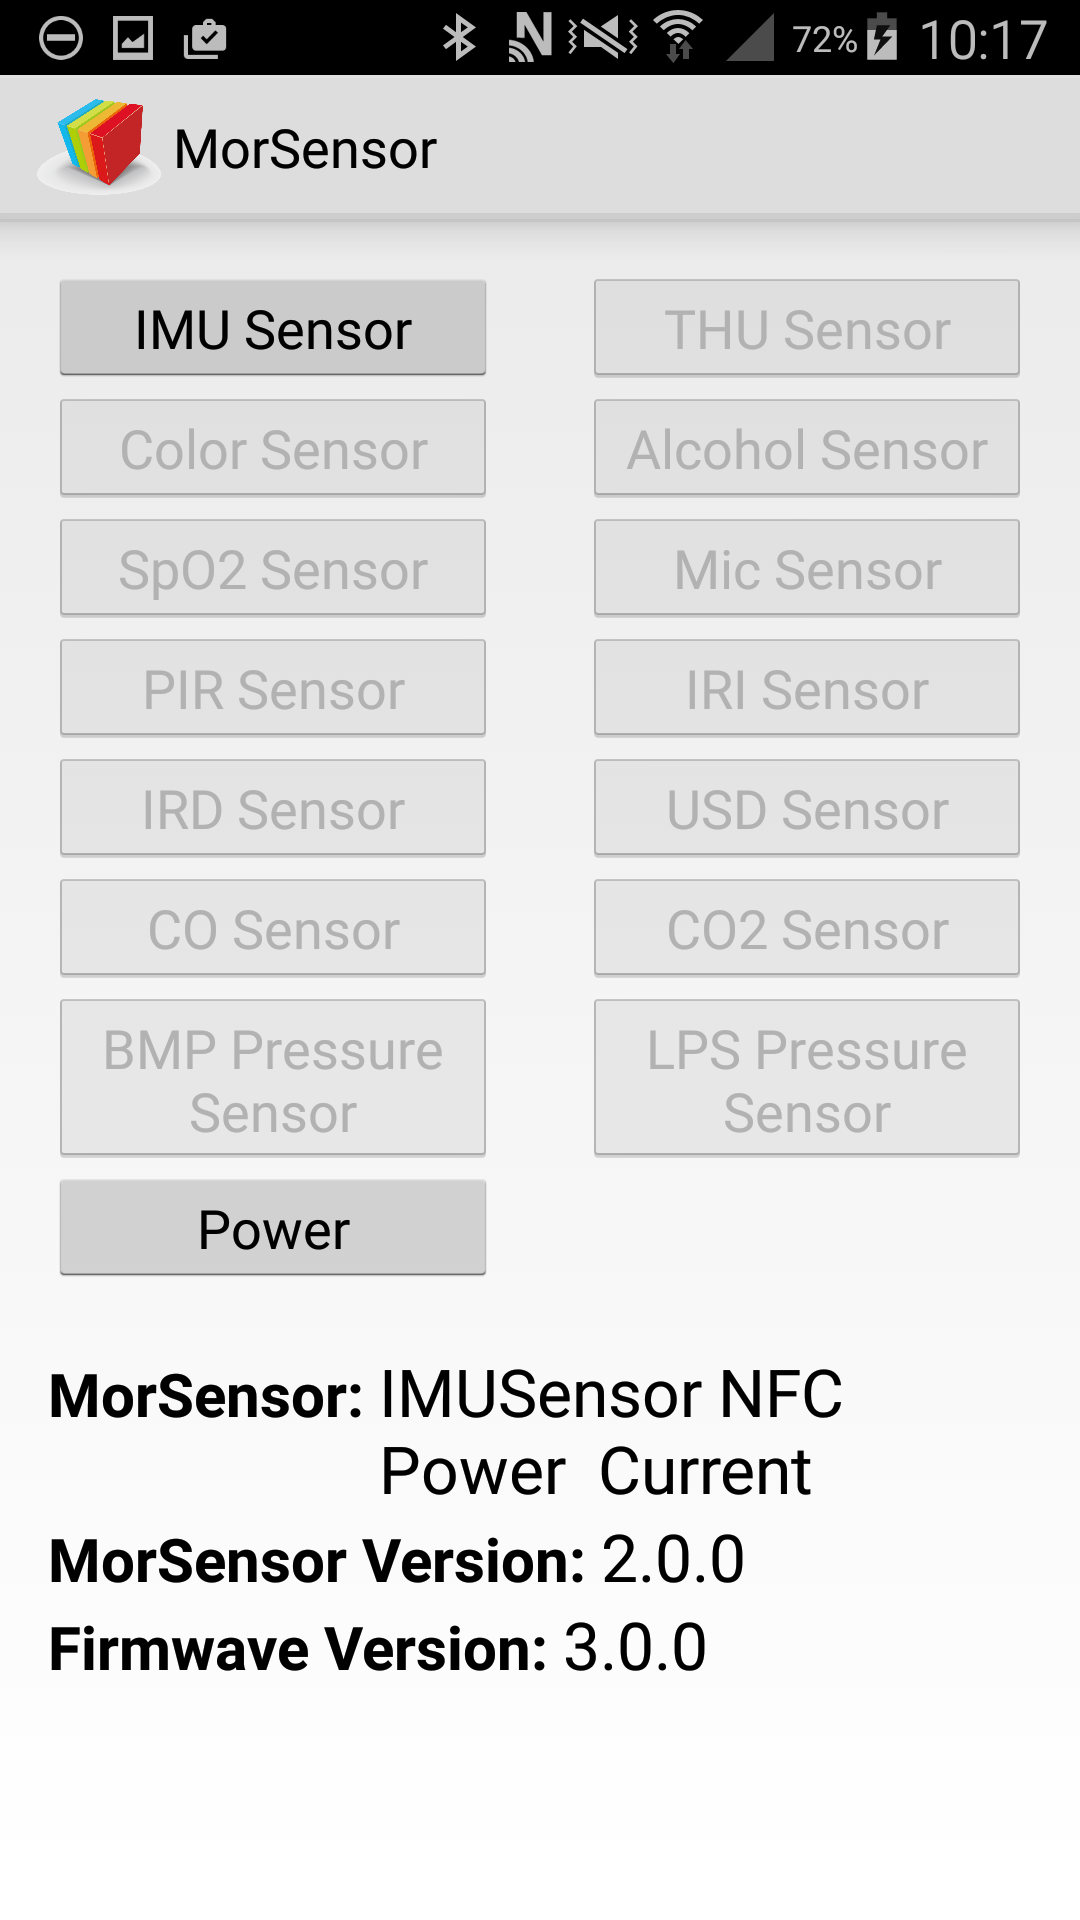 72% 10:17
MorSensor
IMU Sensor THU Sensor
Color Sensor Alcohol Sensor
SpO2 Sensor Mic Sensor
PIR Sensor IRI Sensor
IRD Sensor USD Sensor
CO Sensor CO2 Sensor
BMP Pressure
Sensor
LPS Pressure
Sensor
Power
MorSensor: IMUSensor NFC
Power Current
MorSensor Version: 2.0.0
Firmwave Version: 3.0.0